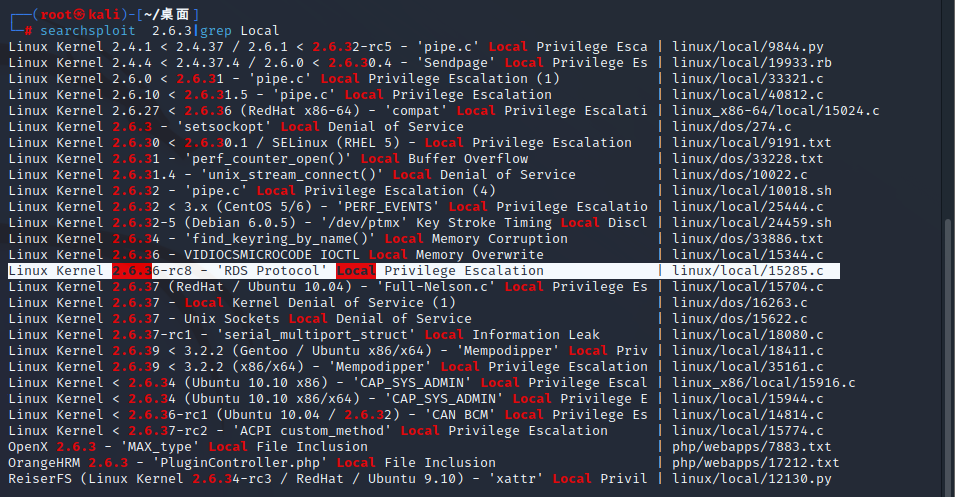 ┌──(root㉿kali)-[~/桌面]
└─# searchsploit  2.6.3|grep Local
Linux Kernel 2.4.1 < 2.4.37 / 2.6.1 < 2.6.32-rc5 - 'pipe.c' Local Privilege Esca | linux/local/9844.py
Linux Kernel 2.4.4 < 2.4.37.4 / 2.6.0 < 2.6.30.4 - 'Sendpage' Local Privilege Es | linux/local/19933.rb
Linux Kernel 2.6.0 < 2.6.31 - 'pipe.c' Local Privilege Escalation (1) | linux/local/33321.c
Linux Kernel 2.6.10 < 2.6.31.5 - 'pipe.c' Local Privilege Escalation | linux/local/40812.c
Linux Kernel 2.6.27 < 2.6.36 (RedHat x86-64) - 'compat' Local Privilege Escalati | linux_x86-64/local/15024.c
Linux Kernel 2.6.3 - 'setsockopt' Local Denial of Service | linux/dos/274.c
Linux Kernel 2.6.30 < 2.6.30.1 / SELinux (RHEL 5) - Local Privilege Escalation | linux/local/9191.txt
Linux Kernel 2.6.31 - 'perf_counter_open()' Local Buffer Overflow | linux/dos/33228.txt
Linux Kernel 2.6.31.4 - 'unix_stream_connect()' Local Denial of Service | linux/dos/10022.c
Linux Kernel 2.6.32 - 'pipe.c' Local Privilege Escalation (4) | linux/local/10018.sh
Linux Kernel 2.6.32 < 3.x (CentOS 5/6) - 'PERF_EVENTS' Local Privilege Escalatio | linux/local/25444.c
Linux Kernel 2.6.32-5 (Debian 6.0.5) - '/dev/ptmx' Key Stroke Timing Local Discl | linux/local/24459.sh
Linux Kernel 2.6.34 - 'find_keyring_by_name()' Local Memory Corruption | linux/dos/33886.txt
Linux Kernel 2.6.36 - VIDIOCSMICROCODE IOCTL Local Memory Overwrite | linux/local/15344.c
Linux Kernel 2.6.36-rc8 - 'RDS Protocol' Local Privilege Escalation | linux/local/15285.c
Linux Kernel 2.6.37 (RedHat / Ubuntu 10.04) - 'Full-Nelson.c' Local Privilege Es | linux/local/15704.c
Linux Kernel 2.6.37 - Local Kernel Denial of Service (1) | linux/dos/16263.c
Linux Kernel 2.6.37 - Unix Sockets Local Denial of Service | linux/dos/15622.c
Linux Kernel 2.6.37-rc1 - 'serial_multiport_struct' Local Information Leak | linux/local/18080.c
Linux Kernel 2.6.39 < 3.2.2 (Gentoo / Ubuntu x86/x64) - 'Mempodipper' Local Priv | linux/local/18411.c
Linux Kernel 2.6.39 < 3.2.2 (x86/x64) - 'Mempodipper' Local Privilege Escalation | linux/local/35161.c
Linux Kernel < 2.6.34 (Ubuntu 10.10 x86) - 'CAP_SYS_ADMIN' Local Privilege Escal | linux_x86/local/15916.c
Linux Kernel < 2.6.34 (Ubuntu 10.10 x86/x64) - 'CAP_SYS_ADMIN' Local Privilege E | linux/local/15944.c
Linux Kernel < 2.6.36-rc1 (Ubuntu 10.04 / 2.6.32) - 'CAN BCM' Local Privilege Es | linux/local/14814.c
Linux Kernel < 2.6.37-rc2 - 'ACPI custom_method' Local Privilege Escalation | linux/local/15774.c
OpenX 2.6.3 - 'MAX_type' Local File Inclusion | php/webapps/7883.txt
OrangeHRM 2.6.3 - 'PluginController.php' Local File Inclusion | php/webapps/17212.txt
ReiserFS (Linux Kernel 2.6.34-rc3 / RedHat / Ubuntu 9.10) - 'xattr' Local Privil | linux/local/12130.py